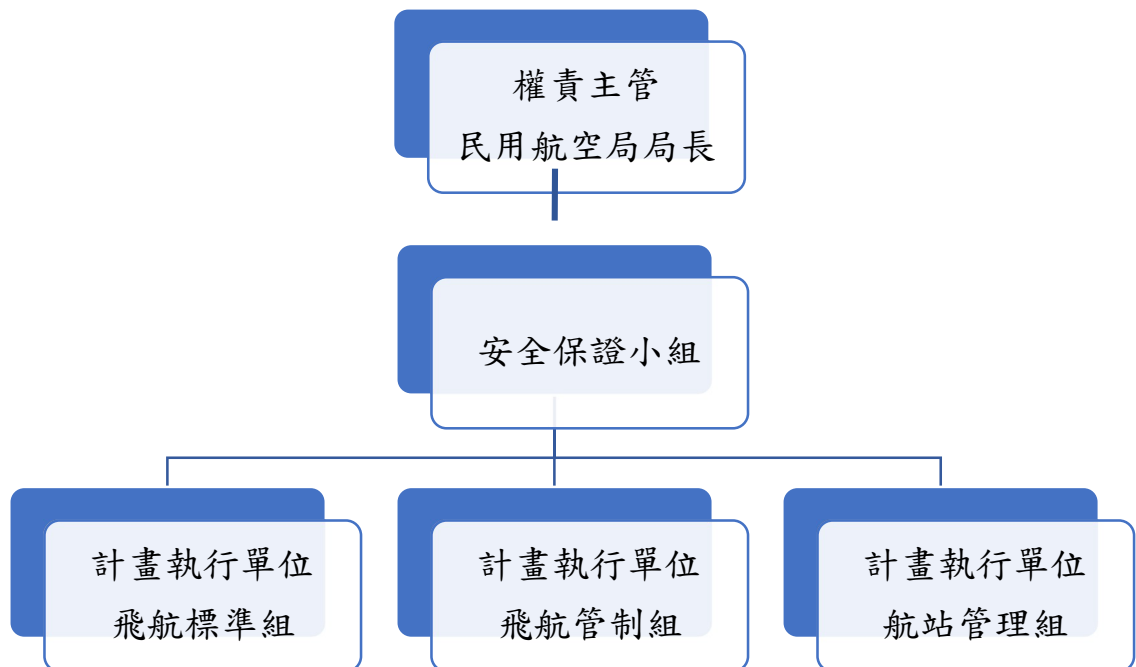 權責主管
民用航空局局長
安全保證小組
計畫執行單位
飛航標準組
計畫執行單位
飛航管制組
計畫執行單位
航站管理組